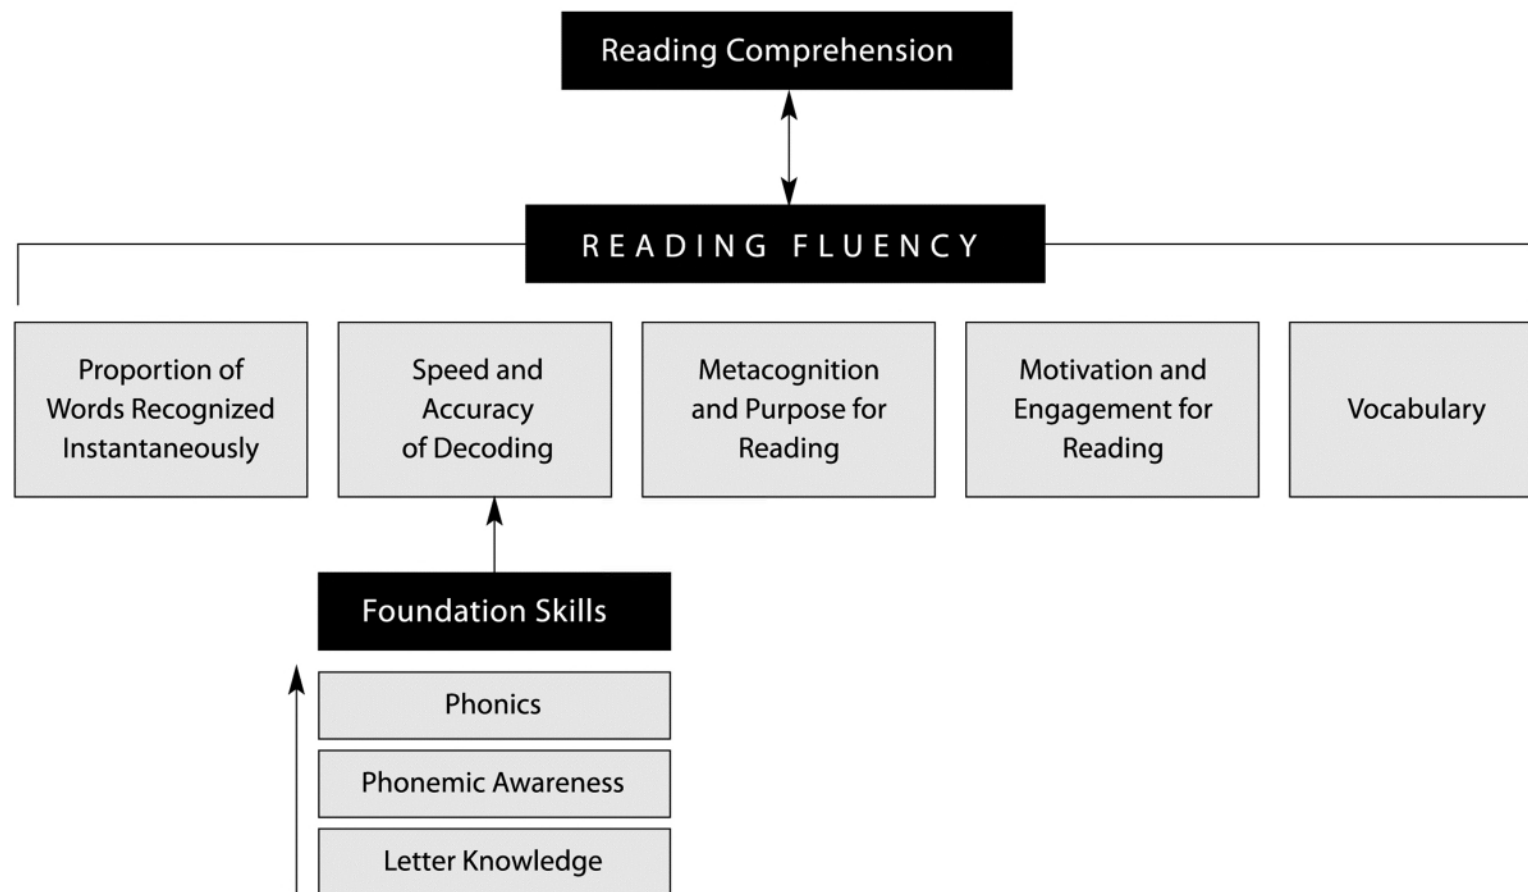 Reading Comprehension
READING FLUENCY
Proportion of
Words Recognized
Instantaneously
Speed and
Accuracy
of Decoding
Metacognition
and Purpose for
Reading
Motivation and
Engagement for
Reading
Vocabulary
Foundation Skills
Phonics
Phonemic Awareness
Letter Knowledge